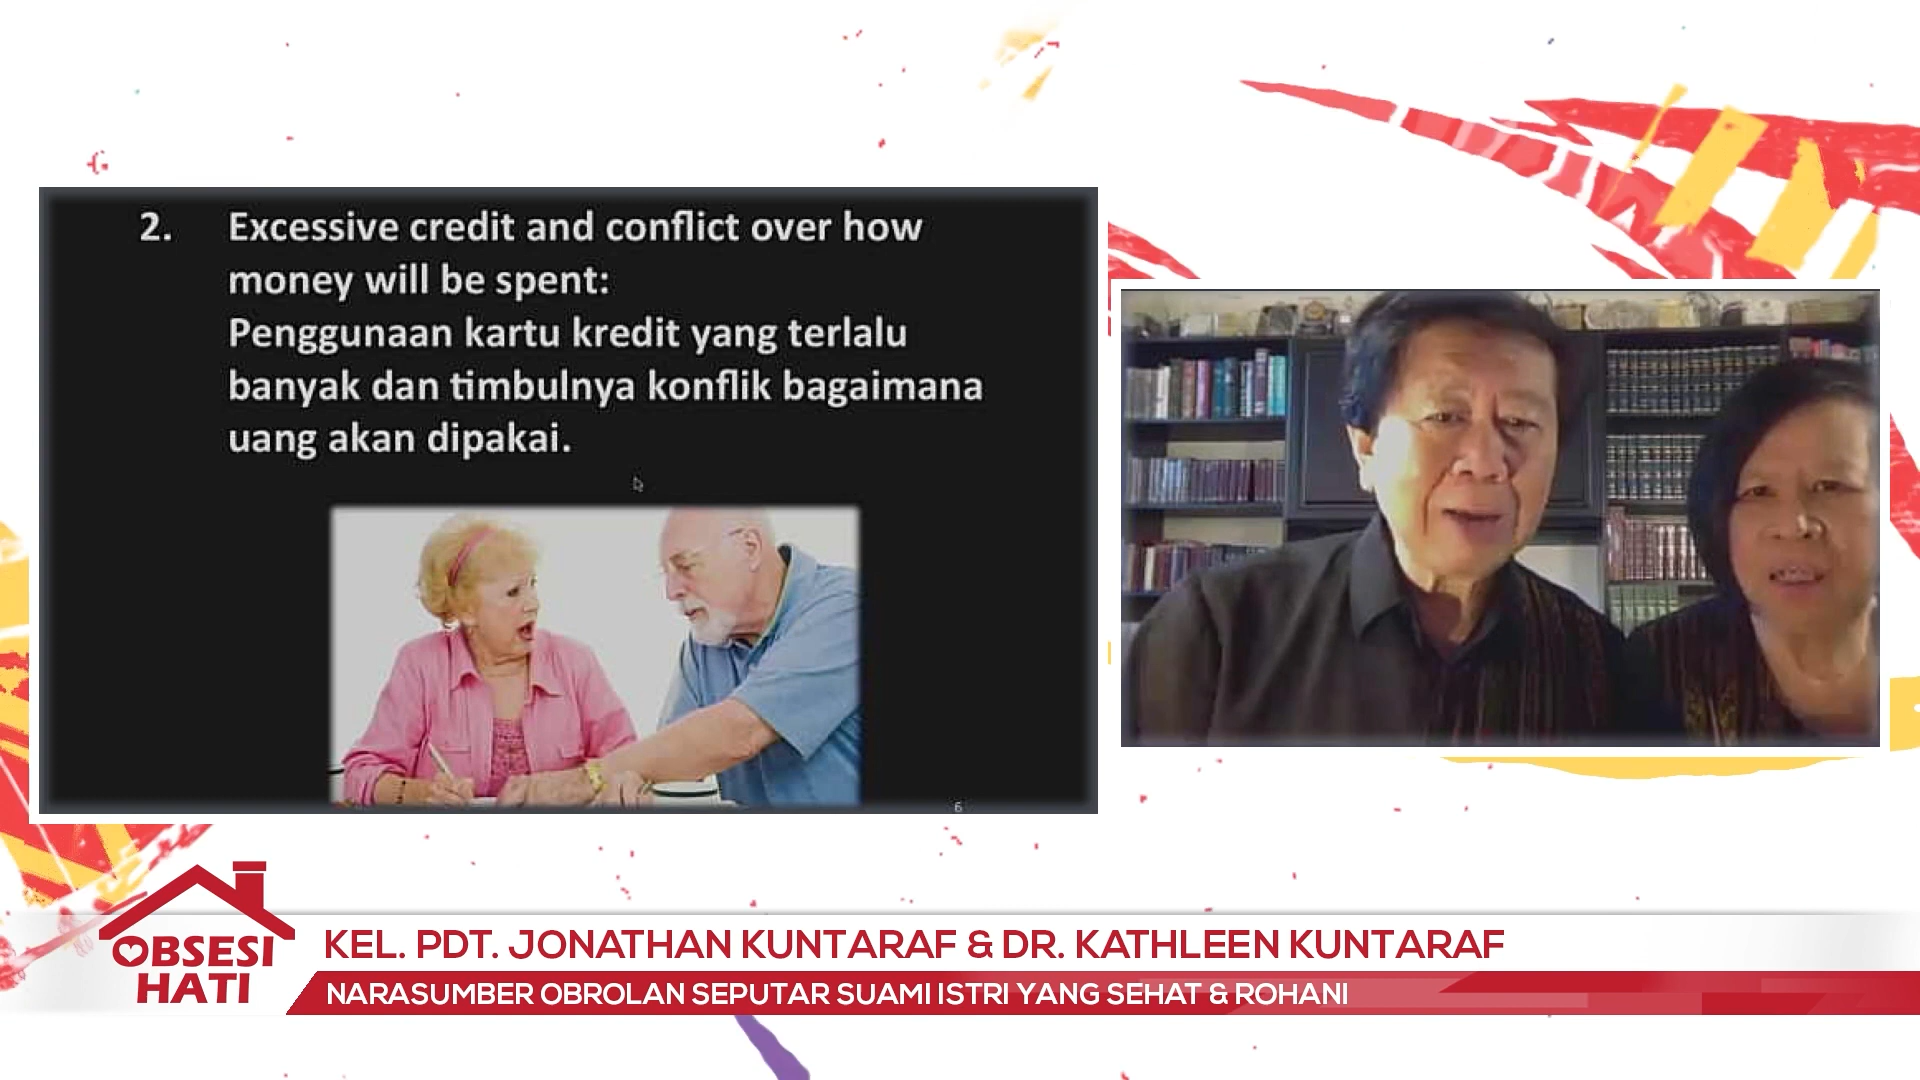 2. Excessive credit and conflict over how
money will be spent:
Penggunaan kartu kredit yang terlalu
banyak dan timbulnya konflik bagaimana
uang akan dipakai.
6
OBSESI
HATI
KEL. PDT. JONATHAN KUNTARAF & DR. KATHLEEN KUNTARAF
NARASUMBER OBROLAN SEPUTAR SUAMI ISTRI YANG SEHAT & ROHANI